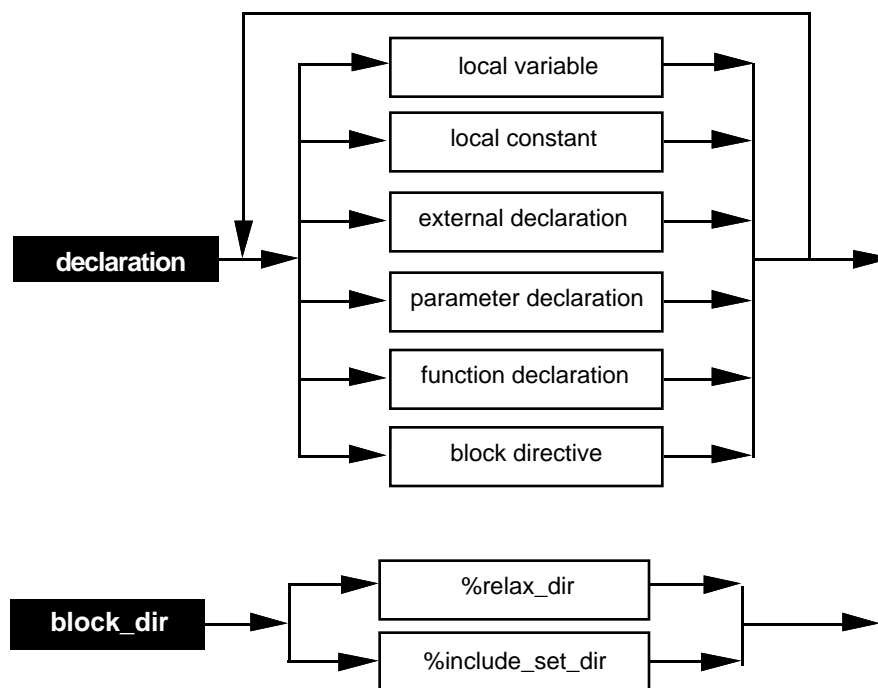 local variable
local constant
external declaration
declaration
parameter declaration
function declaration
block directive
%relax_dir
block_dir
%include_set_dir